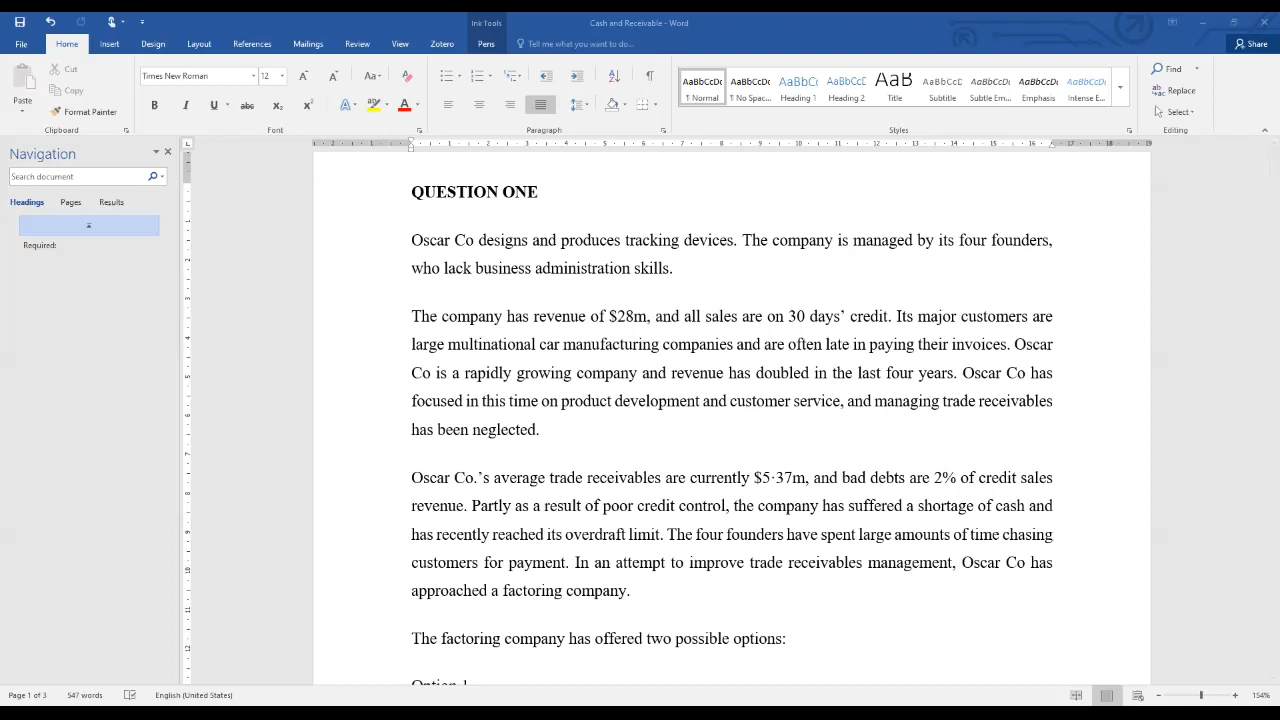 Ink Tools
Cash and Receivable - Word
File
Home
Insert
Design
Layout
References
Mailings
Review
View
Zotero
Pens
Tell me what you want to do...
Share
Paste
Cut
Copy
Format Painter
Clipboard
Times New Roman
12
Font
Paragraph
AaBbCcDc
¶ Normal
AaBbCcDc
¶ No Spac...
AaBbCc
Heading 1
AaBbCcC
Heading 2
AaB
Title
AaBbCcC
Subtitle
AaBbCcDc
Subtle Em...
AaBbCcDc
Emphasis
AaBbCcDc
Intense E...
Styles
Find
Replace
Select
Editing
Navigation
Search document
Headings
Pages
Results
Required:
QUESTION ONE
Oscar Co designs and produces tracking devices. The company is managed by its four founders,
who lack business administration skills.
The company has revenue of $28m, and all sales are on 30 days’ credit. Its major customers are
large multinational car manufacturing companies and are often late in paying their invoices. Oscar
Co is a rapidly growing company and revenue has doubled in the last four years. Oscar Co has
focused in this time on product development and customer service, and managing trade receivables
has been neglected.
Oscar Co.’s average trade receivables are currently $5·37m, and bad debts are 2% of credit sales
revenue. Partly as a result of poor credit control, the company has suffered a shortage of cash and
has recently reached its overdraft limit. The four founders have spent large amounts of time chasing
customers for payment. In an attempt to improve trade receivables management, Oscar Co has
approached a factoring company.
The factoring company has offered two possible options:
Option 1
Page 1 of 3
547 words
English (United States)
154%